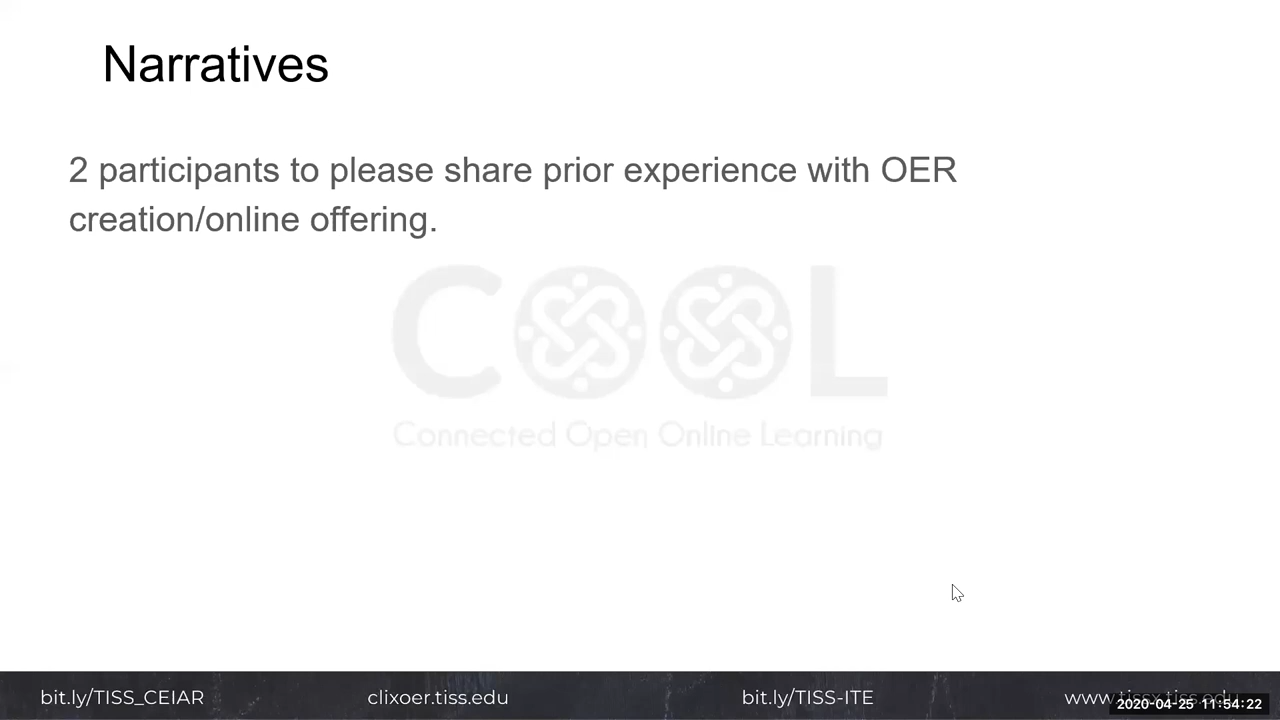 Narratives
2 participants to please share prior experience with OER
creation/online offering.
COOL
Connected Open Online Learning
bit.ly/TISS_CEIAR
clixoer.tiss.edu
bit.ly/TISS-ITE
www.tissx.tiss.edu
2020-04-25 11:54:22